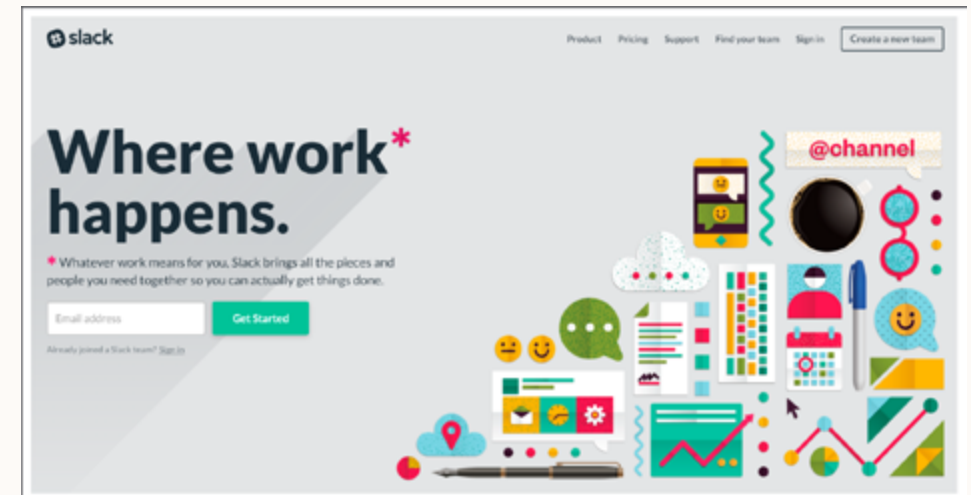 slack
Product Pricing Support Find your team Sign in Create a new team
Where work*
happens.
@channel
* Whatever work means for you, Slack brings all the pieces and
people you need together so you can actually get things done.
Email address Get Started
Already joined a Slack team? Sign in